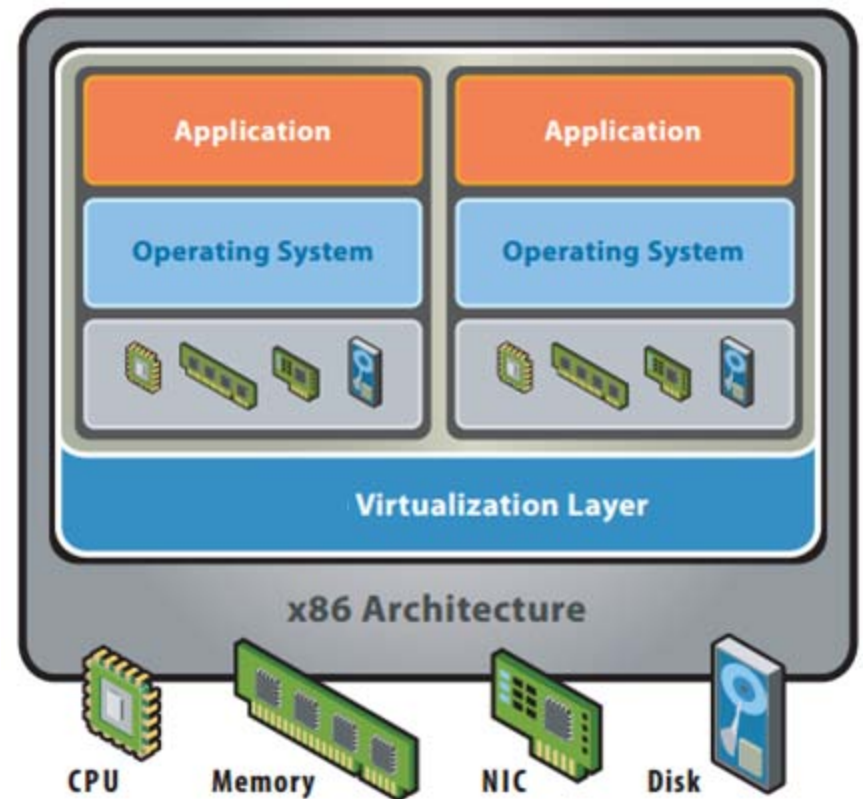 Application
Application
Operating System
Operating System
Virtualization Layer
x86 Architecture
CPU
Memory
NIC
Disk